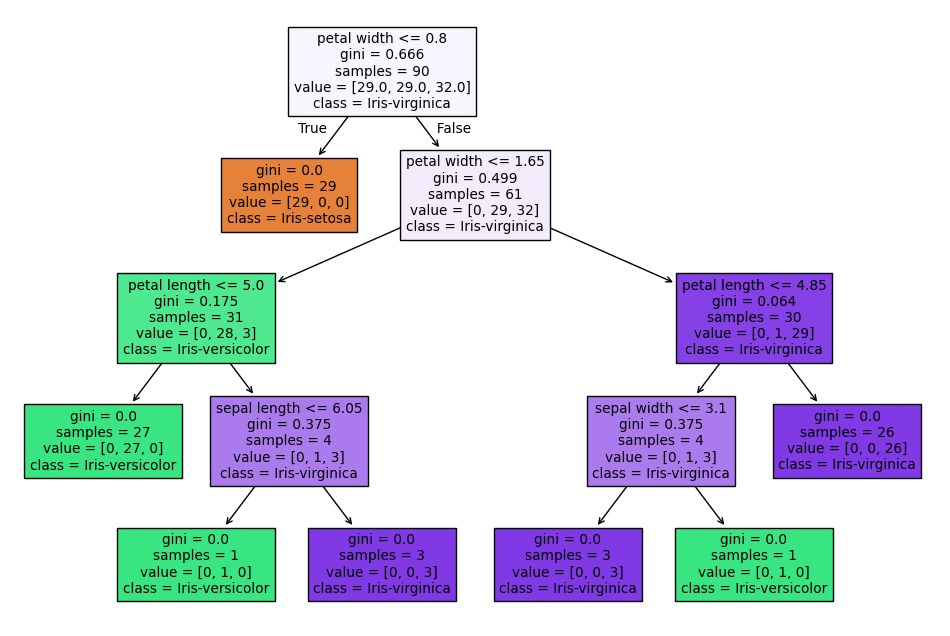 petal width <= 0.8
gini = 0.666
samples = 90
value = [29.0, 29.0, 32.0]
class = Iris-virginica
True
False
gini = 0.0
samples = 29
value = [29, 0, 0]
class = Iris-setosa
petal width <= 1.65
gini = 0.499
samples = 61
value = [0, 29, 32]
class = Iris-virginica
petal length <= 5.0
gini = 0.175
samples = 31
value = [0, 28, 3]
class = Iris-versicolor
petal length <= 4.85
gini = 0.064
samples = 30
value = [0, 1, 29]
class = Iris-virginica
gini = 0.0
samples = 27
value = [0, 27, 0]
class = Iris-versicolor
sepal length <= 6.05
gini = 0.375
samples = 4
value = [0, 1, 3]
class = Iris-virginica
sepal width <= 3.1
gini = 0.375
samples = 4
value = [0, 1, 3]
class = Iris-virginica
gini = 0.0
samples = 26
value = [0, 0, 26]
class = Iris-virginica
gini = 0.0
samples = 1
value = [0, 1, 0]
class = Iris-versicolor
gini = 0.0
samples = 3
value = [0, 0, 3]
class = Iris-virginica
gini = 0.0
samples = 3
value = [0, 0, 3]
class = Iris-virginica
gini = 0.0
samples = 1
value = [0, 1, 0]
class = Iris-versicolor